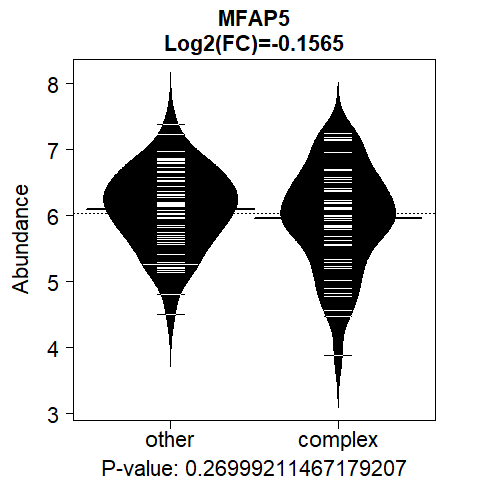 MFAP5
Log2(FC)=-0.1565
Abundance
8
7
6
5
4
3
other complex
P-value: 0.26999211467179207